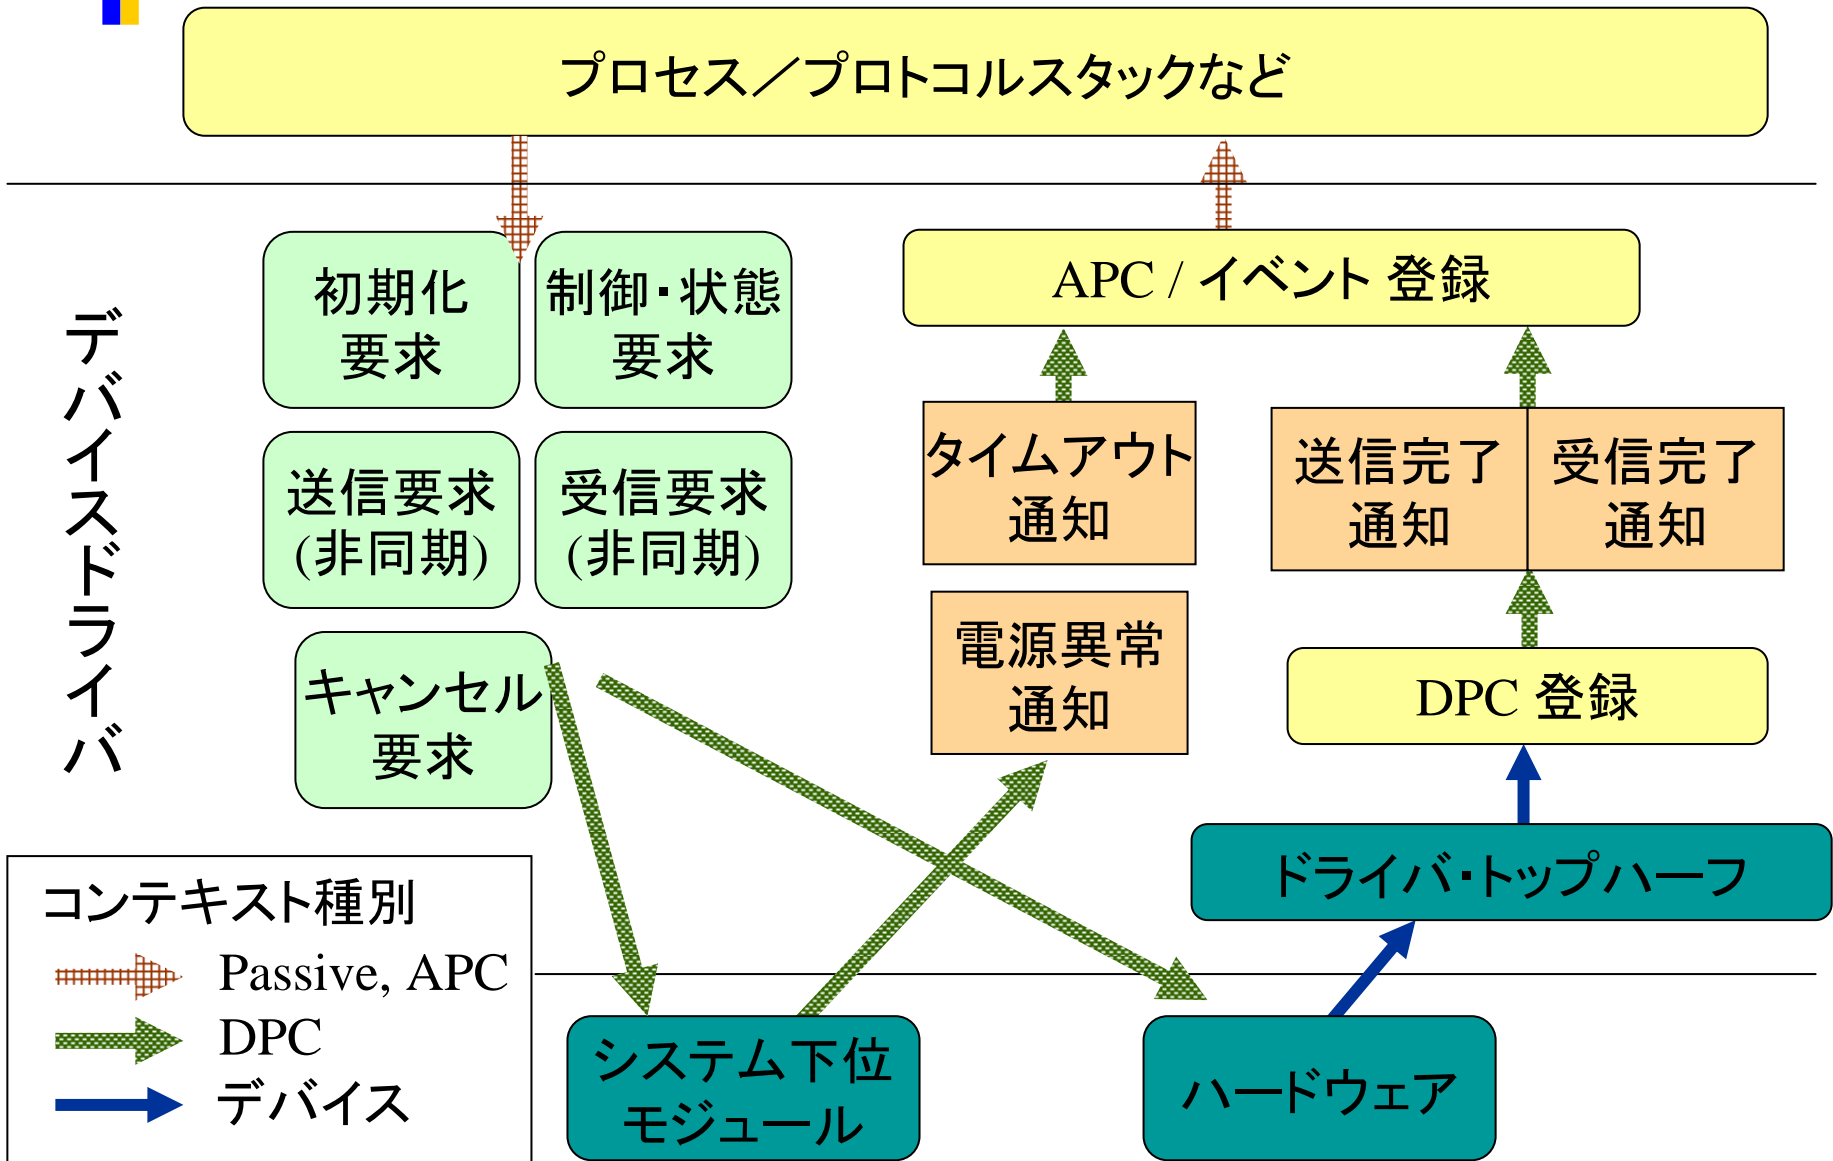 プロセス／プロトコルスタックなど
デバイスドライバ
初期化
要求
制御・状態
要求
送信要求
(非同期)
受信要求
(非同期)
キャンセル
要求
APC / イベント 登録
タイムアウト
通知
送信完了
通知
受信完了
通知
電源異常
通知
DPC 登録
ドライバ・トップハーフ
システム下位
モジュール
ハードウェア
コンテキスト種別
Passive, APC
DPC
デバイス